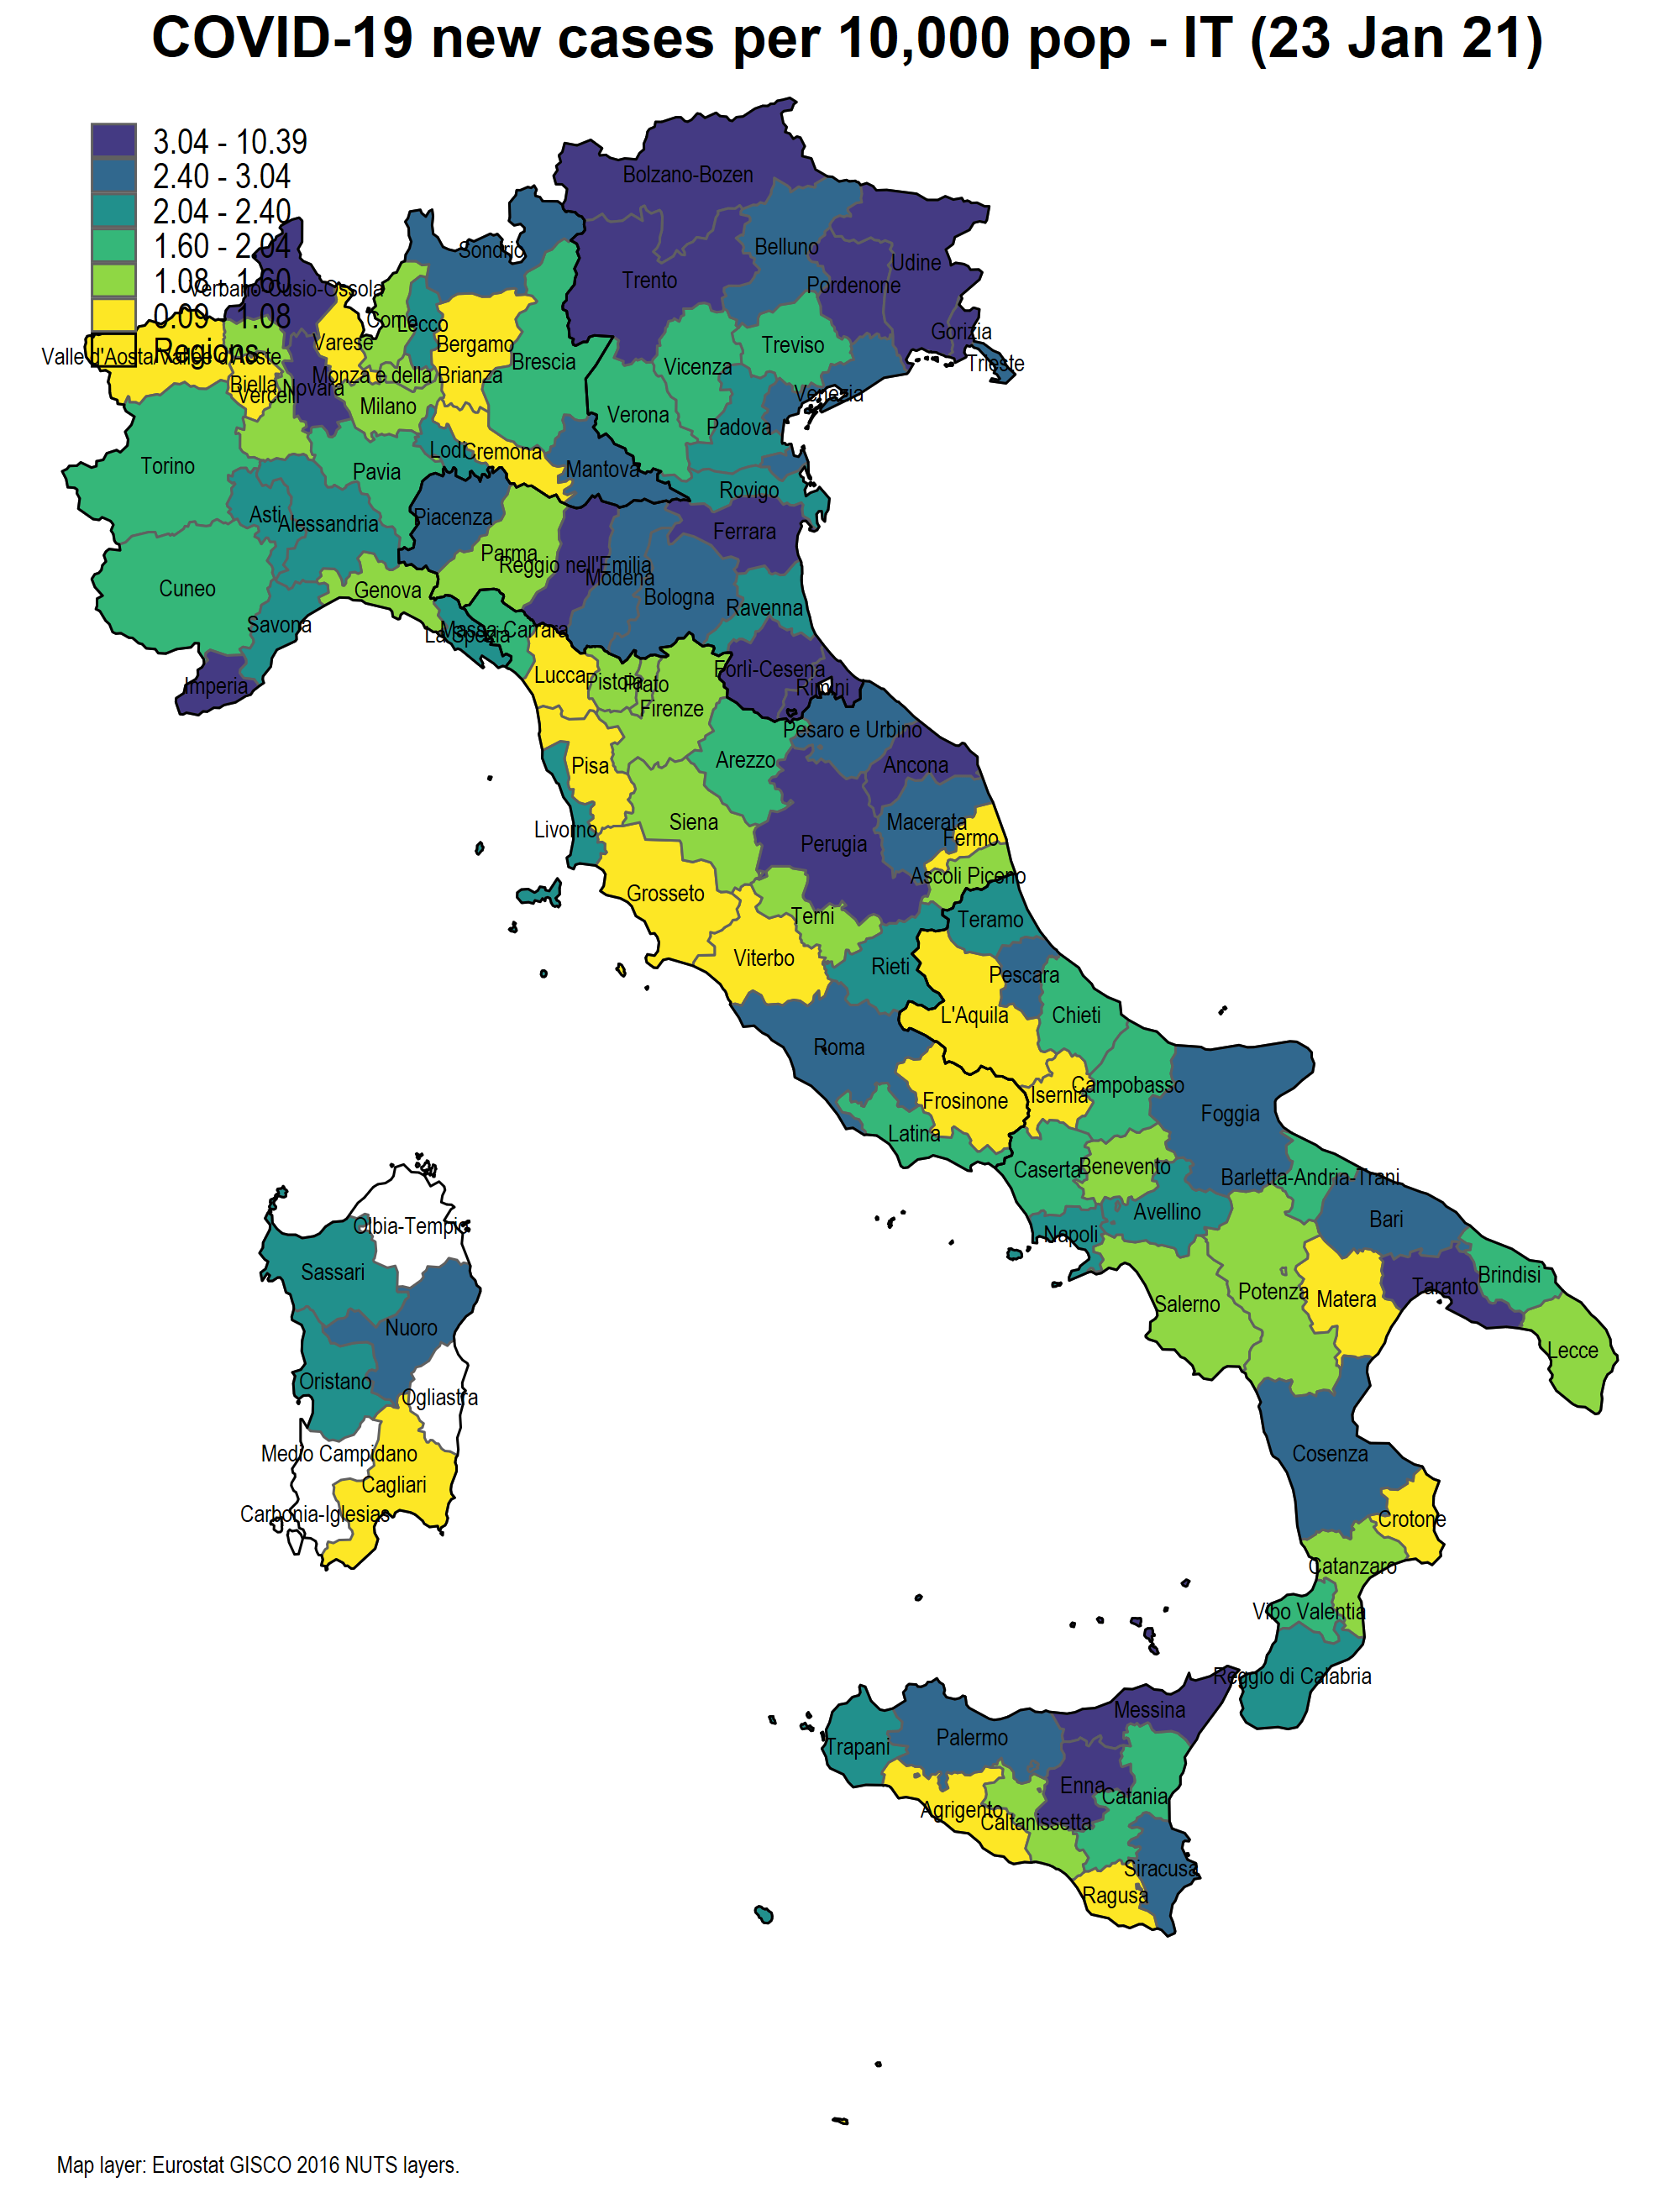 COVID-19 new cases per 10,000 pop - IT (23 Jan 21)
3.04 - 10.39
2.40 - 3.04
2.04 - 2.40
1.60 - 2.04
1.08 - 1.60
0.09 - 1.08
Regions
Bolzano-Bozen
Sondrio
Belluno
Udine
Trento
Pordenone
Verbano-Cusio-Ossola
Como
Lecco
Gorizia
Varese
Bergamo
Treviso
Valle d'Aosta/Vallée d'Aoste
Brescia
Vicenza
Trieste
Monza e della Brianza
Biella
Novara
Vercelli
Venezia
Milano
Verona
Padova
Lodi
Cremona
Torino
Pavia
Mantova
Rovigo
Asti
Alessandria
Piacenza
Ferrara
Parma
Reggio nell'Emilia
Modena
Cuneo
Genova
Bologna
Ravenna
Savona
Massa-Carrara
La Spezia
Forlì-Cesena
Lucca
Pistoia
Prato
Imperia
Rimini
Firenze
Pesaro e Urbino
Arezzo
Ancona
Pisa
Siena
Macerata
Livorno
Fermo
Perugia
Ascoli Piceno
Grosseto
Terni
Teramo
Viterbo
Rieti
Pescara
L'Aquila
Chieti
Roma
Campobasso
Isernia
Frosinone
Foggia
Latina
Caserta
Benevento
Barletta-Andria-Trani
Avellino
Bari
Olbia-Tempio
Napoli
Sassari
Brindisi
Taranto
Potenza
Matera
Salerno
Nuoro
Lecce
Oristano
Ogliastra
Medio Campidano
Cosenza
Cagliari
Carbonia-Iglesias
Crotone
Catanzaro
Vibo Valentia
Reggio di Calabria
Messina
Palermo
Trapani
Enna
Catania
Agrigento
Caltanissetta
Siracusa
Ragusa
Map layer: Eurostat GISCO 2016 NUTS layers.